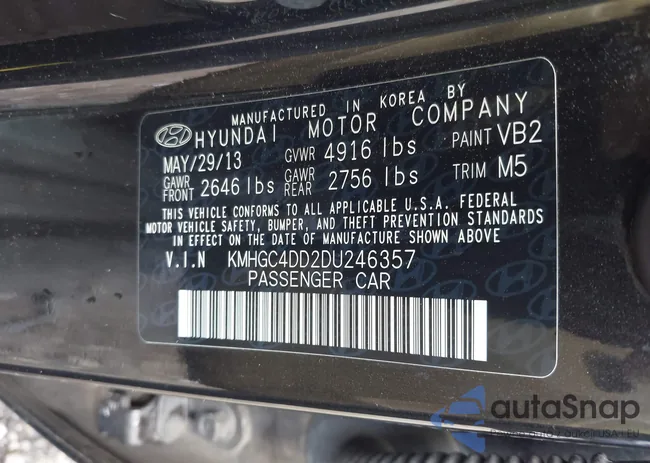 MANUFACTURED IN KOREA BY
HYUNDAI MOTOR COMPANY
MAY/29/13 GVWR 4916 lbs PAINT VB2
GAWR FRONT 2646 lbs GAWR REAR 2756 lbs TRIM M5
THIS VEHICLE CONFORMS TO ALL APPLICABLE U.S.A. FEDERAL
MOTOR VEHICLE SAFETY, BUMPER, AND THEFT PREVENTION STANDARDS
IN EFFECT ON THE DATE OF MANUFACTURE SHOWN ABOVE
V.I.N KMHGC4DD2DU246357
PASSENGER CAR
autaSnap